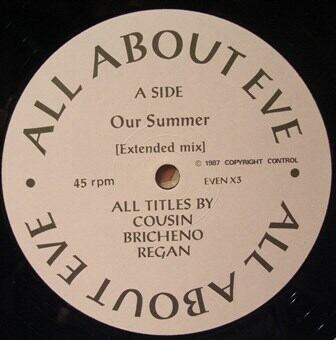 ALL ABOUT EVE
A SIDE
Our Summer
[Extended mix]
© 1987 COPYRIGHT CONTROL
45 rpm
EVEN X3
ALL TITLES BY
COUSIN
BRICHENO
REGAN
ALL ABOUT EVE